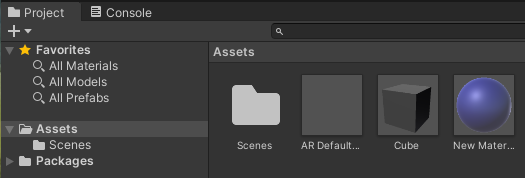 Project
Console
Favorites
All Materials
All Models
All Prefabs
Assets
Scenes
Packages
Assets
Scenes
AR Default...
Cube
New Mater...